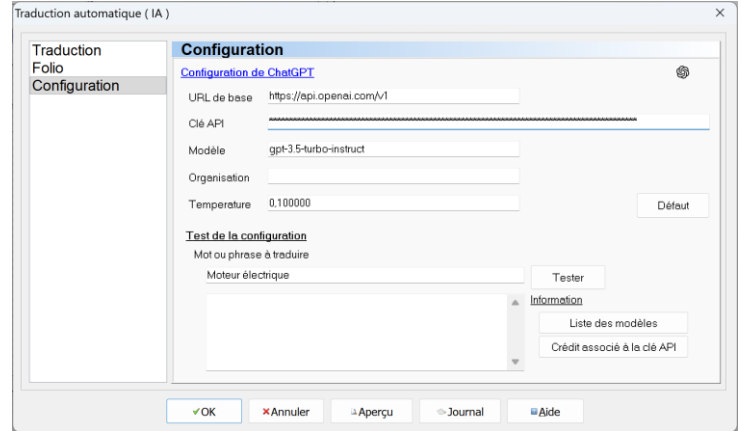 Traduction automatique ( IA )
Traduction
Folio
Configuration
Configuration
Configuration de ChatGPT
URL de base https://api.openai.com/v1
Clé API ************************************************************
Modèle gpt-3.5-turbo-instruct
Organisation
Temperature 0,100000
Défaut
Test de la configuration
Mot ou phrase à traduire
Moteur électrique
Tester
Information
Liste des modèles
Crédit associé à la clé API
OK Annuler Aperçu Journal Aide